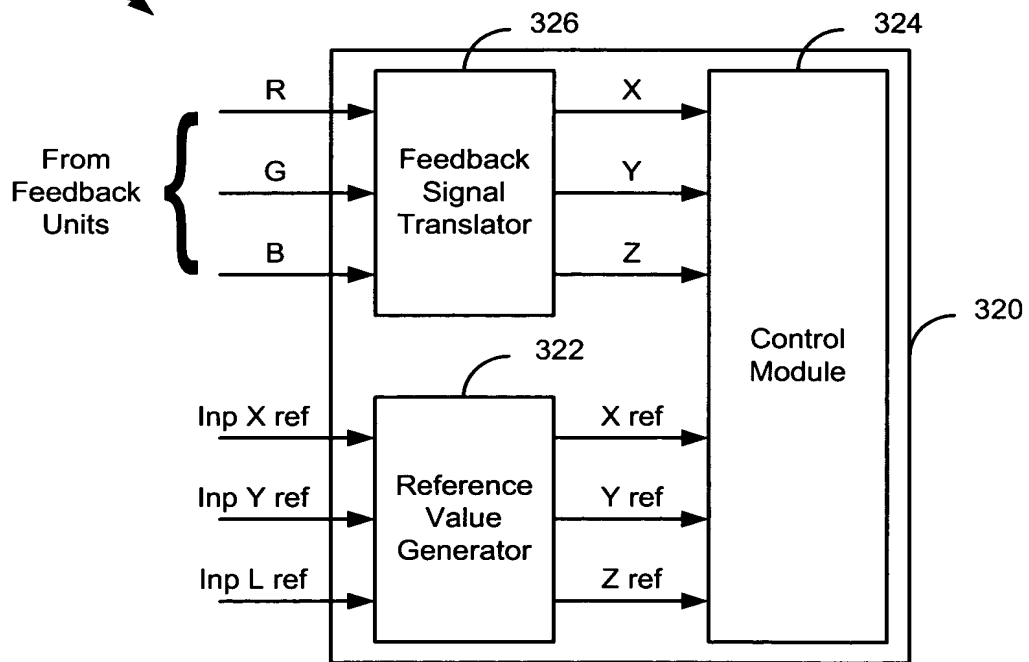 326
324
R
X
From
Feedback
Units
G
Feedback
Signal
Translator
Y
B
Z
320
Control
Module
322
Inp X ref
X ref
Inp Y ref
Reference
Value
Generator
Y ref
Inp L ref
Z ref